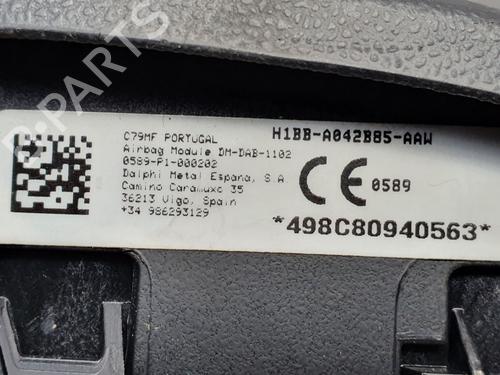 C79MF PORTUGAL
Airbag Module DM-DAB-1102
0589-P1-000202
Dalphi Metal Espana, S.A.
Camino Caramuxo 35
36213 Vigo, Spain
+34 986293129
H1BB-A042B85-AAW
CE 0589
*498C80940563*